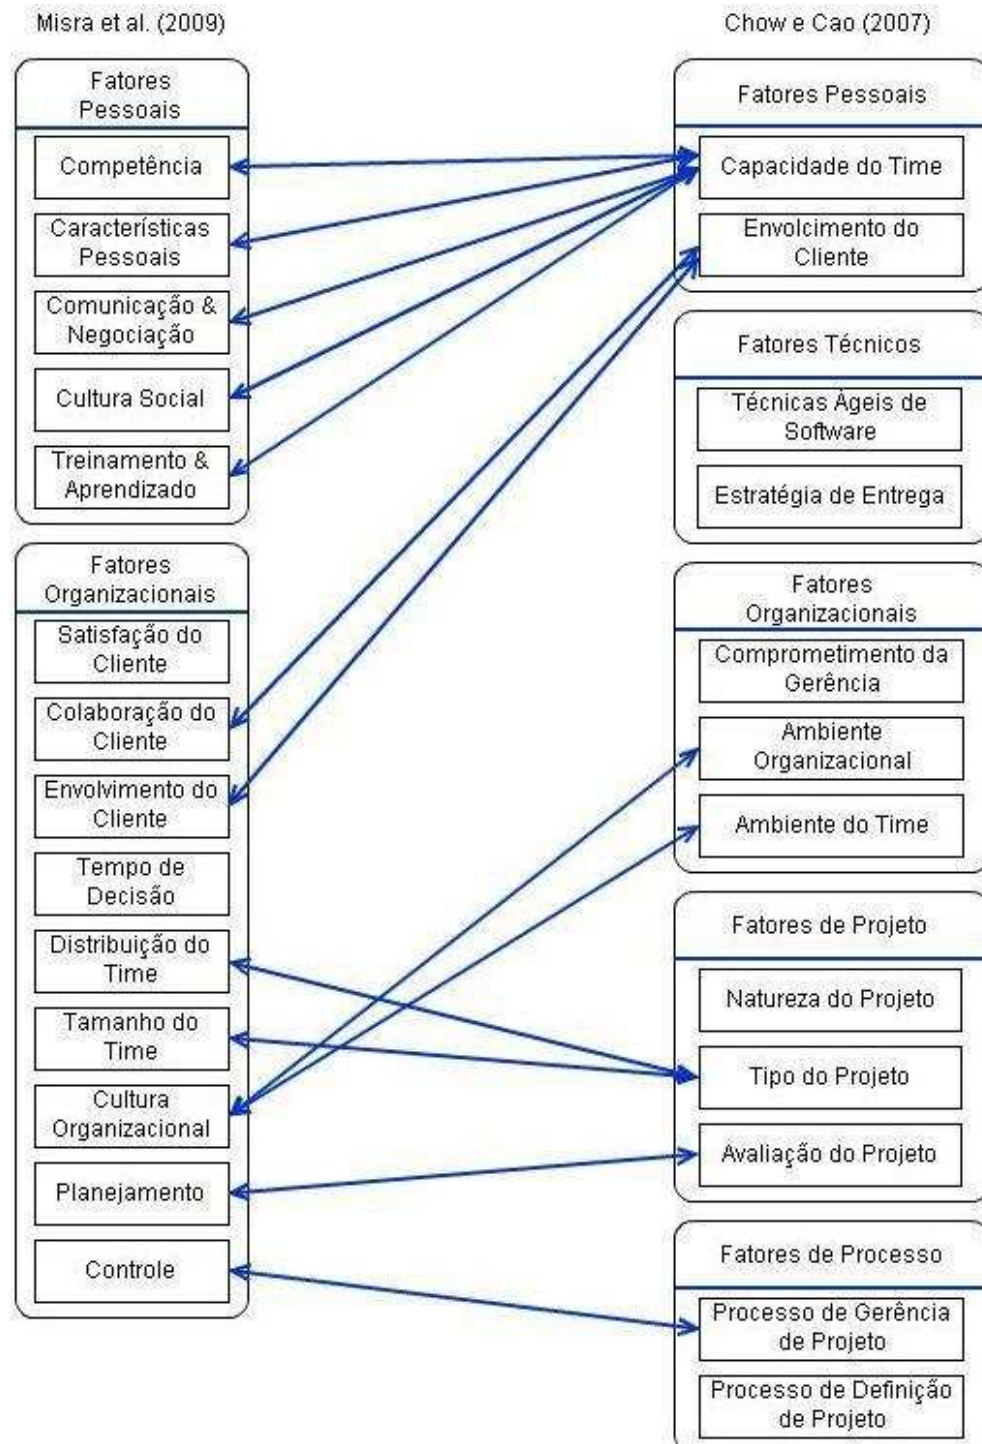 Misra et al. (2009)
Fatores
Pessoais
Competência
Características
Pessoais
Comunicação &
Negociação
Cultura Social
Treinamento &
Aprendizado
Fatores
Organizacionais
Satisfação do
Cliente
Colaboração do
Cliente
Envolvimento do
Cliente
Tempo de
Decisão
Distribuição do
Time
Tamanho do
Time
Cultura
Organizacional
Planejamento
Controle
Chow e Cao (2007)
Fatores Pessoais
Capacidade do Time
Envolcimento do
Cliente
Fatores Técnicos
Técnicas Ágeis de
Software
Estratégia de Entrega
Fatores
Organizacionais
Comprometimento da
Gerência
Ambiente
Organizacional
Ambiente do Time
Fatores de Projeto
Natureza do Projeto
Tipo do Projeto
Avaliação do Projeto
Fatores de Processo
Processo de Gerência
de Projeto
Processo de Definição
de Projeto